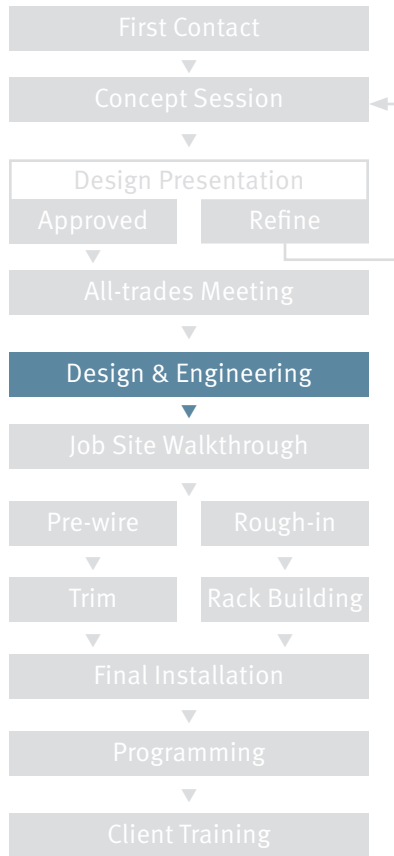 First Contact
Concept Session
Design Presentation
Approved
Refine
All-trades Meeting
Design & Engineering
Job Site Walkthrough
Pre-wire
Rough-in
Trim
Rack Building
Final Installation
Programming
Client Training